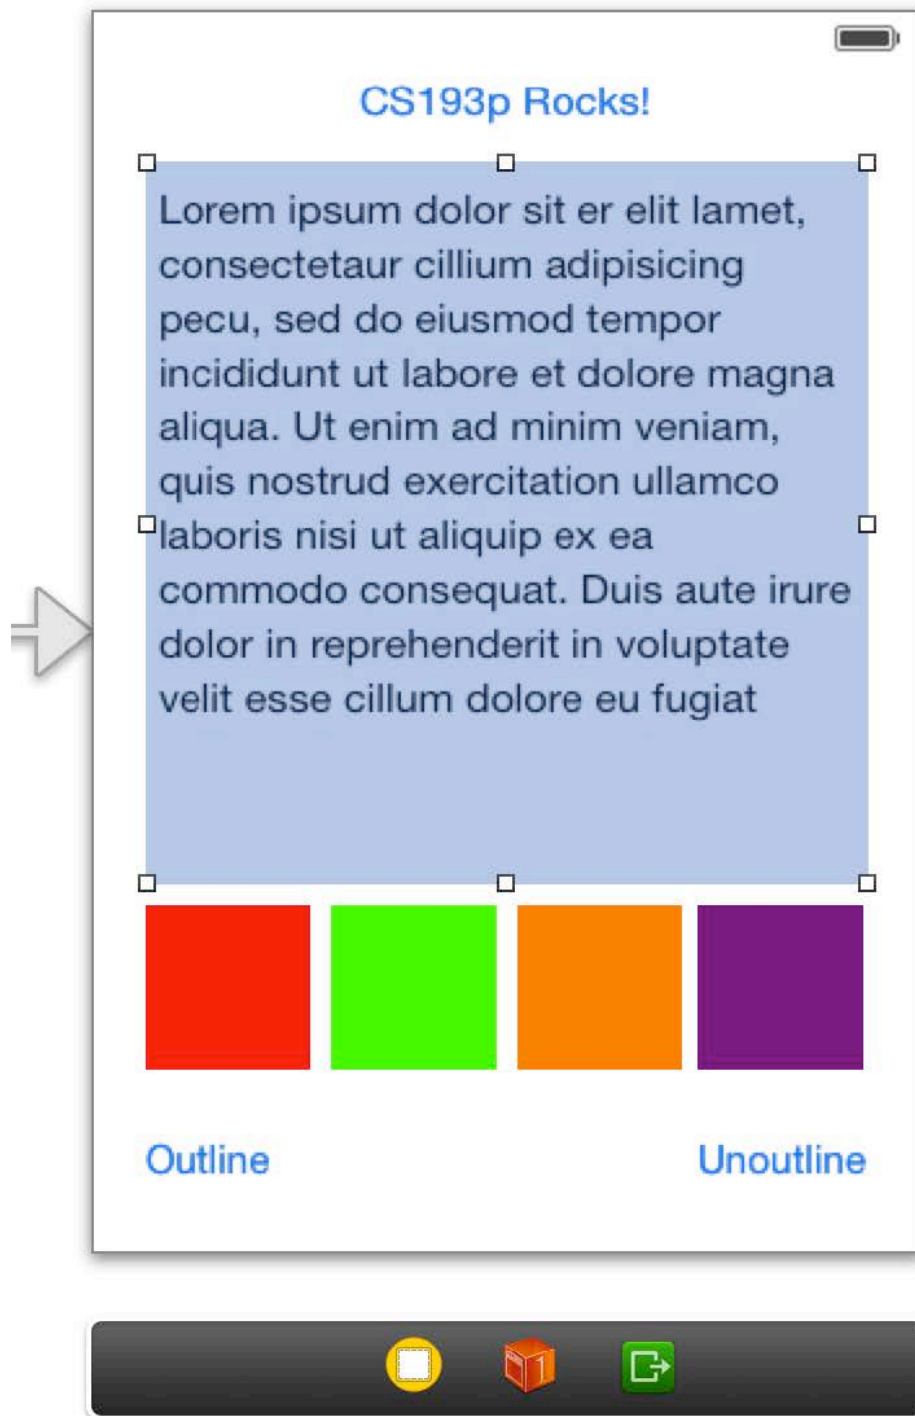 CS193p Rocks!
Lorem ipsum dolor sit er elit lamet,
consectetaur cillium adipisicing
pecu, sed do eiusmod tempor
incididunt ut labore et dolore magna
aliqua. Ut enim ad minim veniam,
quis nostrud exercitation ullamco
laboris nisi ut aliquip ex ea
commodo consequat. Duis aute irure
dolor in reprehenderit in voluptate
velit esse cillum dolore eu fugiat
Outline
Unoutline
1